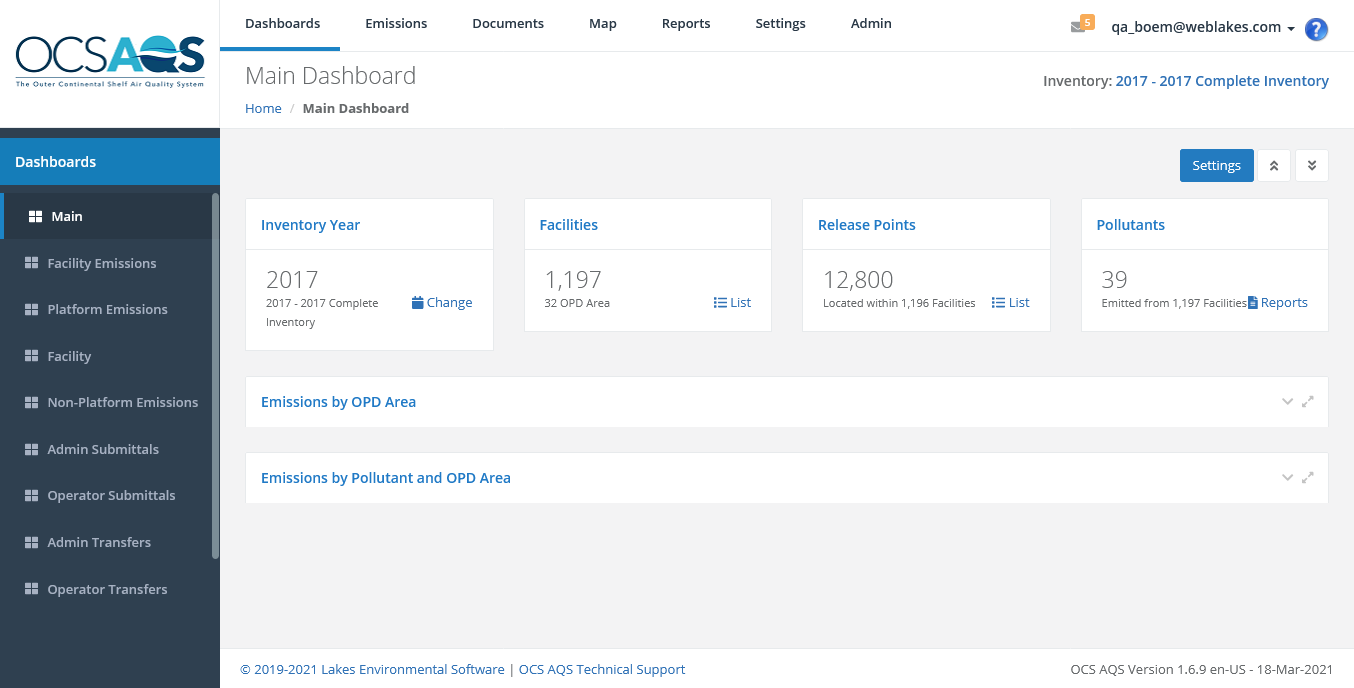 OCSAQS
The Outer Continental Shelf Air Quality System
Dashboards Emissions Documents Map Reports Settings Admin
5 qa_boem@weblakes.com ?
Main Dashboard
Inventory: 2017 - 2017 Complete Inventory
Home / Main Dashboard
Dashboards
Main
Facility Emissions
Platform Emissions
Facility
Non-Platform Emissions
Admin Submittals
Operator Submittals
Admin Transfers
Operator Transfers
Settings
Inventory Year
2017
2017 - 2017 Complete
Inventory
Change
Facilities
1,197
32 OPD Area
List
Release Points
12,800
Located within 1,196 Facilities
List
Pollutants
39
Emitted from 1,197 Facilities
Reports
Emissions by OPD Area
Emissions by Pollutant and OPD Area
© 2019-2021 Lakes Environmental Software | OCS AQS Technical Support
OCS AQS Version 1.6.9 en-US - 18-Mar-2021